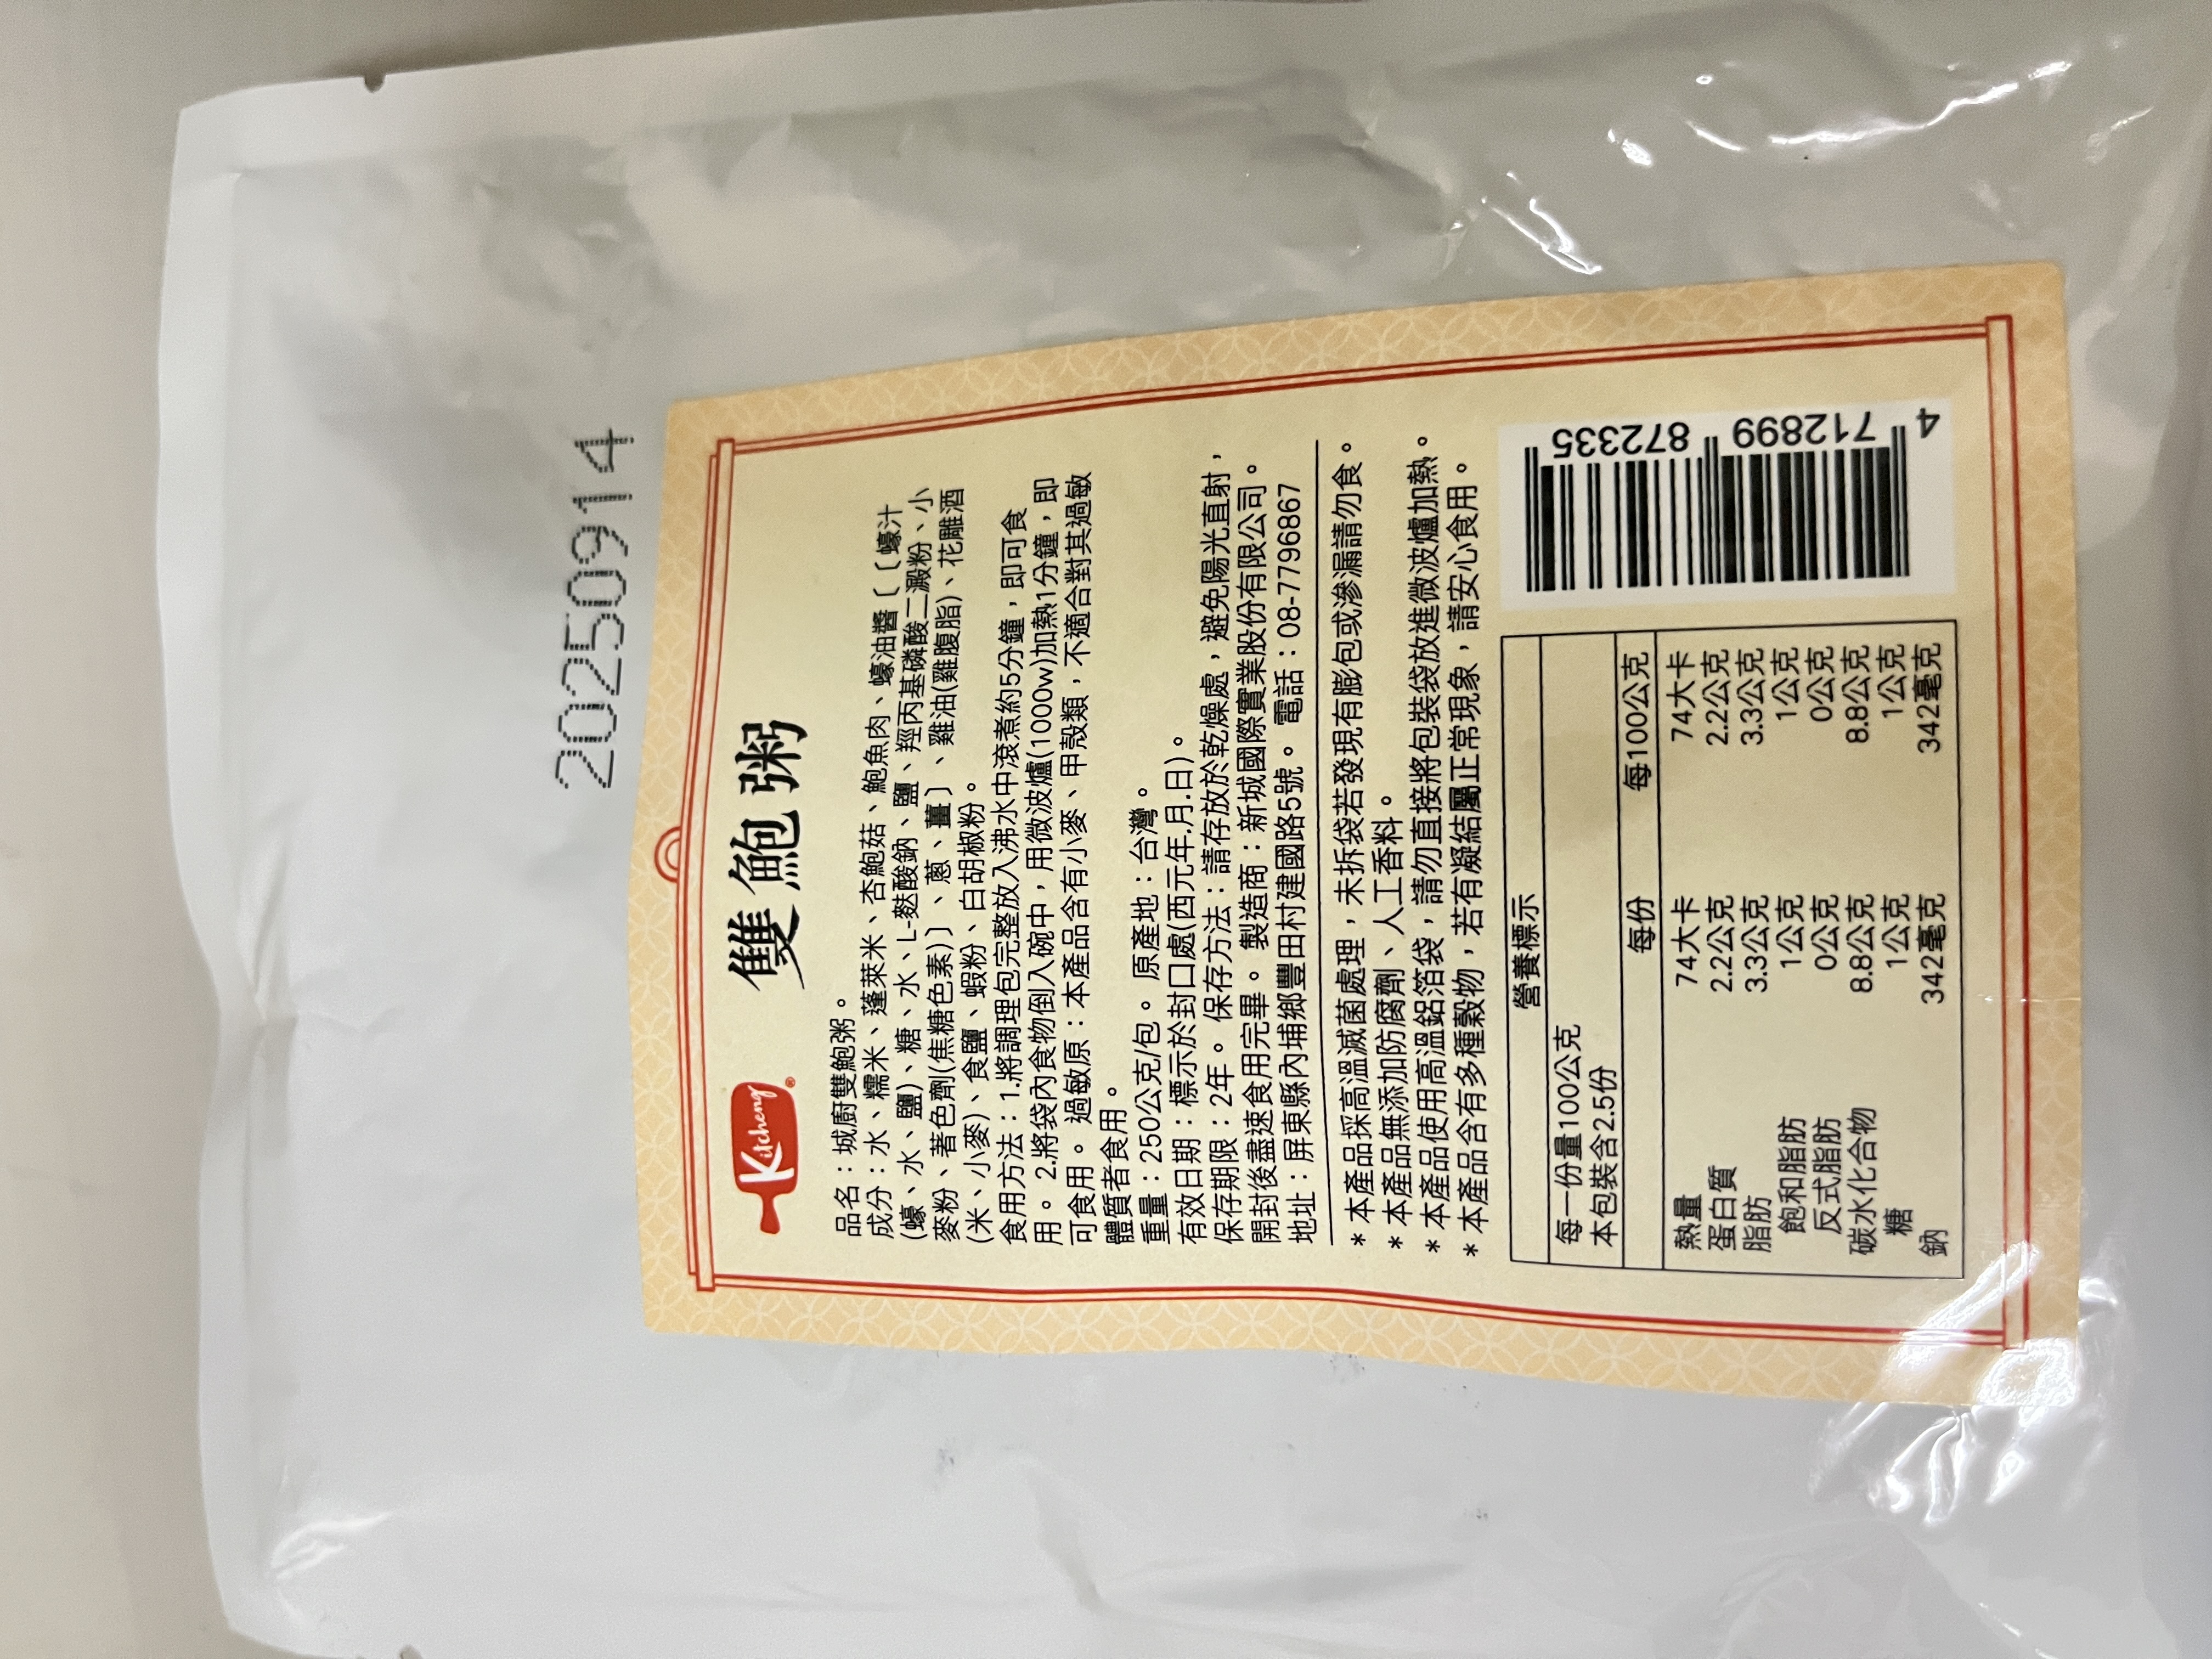 20250914
Kitcheng®
雙鮑粥
品名：城廚雙鮑粥。
成分：水、糯米、蓬萊米、杏鮑菇、鮑魚肉、蠔油醬〔〔蠔汁
(蠔、水、鹽)、糖、水、L-麩酸鈉、鹽、羥丙基磷酸二澱粉、小
麥粉、著色劑(焦糖色素)〕、蔥、薑〕、雞油(雞腹脂)、花雕酒
(米、小麥)、食鹽、蝦粉、白胡椒粉。
食用方法：1.將調理包完整放入沸水中滾煮約5分鐘，即可食
用。2.將袋內食物倒入碗中，用微波爐(1000w)加熱1分鐘，即
可食用。過敏原：本產品含有小麥、甲殼類，不適合對其過敏
體質者食用。
重量：250公克/包。原產地：台灣。
有效日期：標示於封口處(西元年.月.日)。
保存期限：2年。保存方法：請存放於乾燥處，避免陽光直射，
開封後盡速食用完畢。製造商：新城國際實業股份有限公司。
地址：屏東縣內埔鄉豐田村建國路5號。電話：08-7796867
＊本產品採高溫滅菌處理，未拆袋若發現有膨包或滲漏請勿食。
＊本產品無添加防腐劑、人工香料。
＊本產品使用高溫鋁箔袋，請勿直接將包裝袋放進微波爐加熱。
＊本產品含有多種穀物，若有凝結屬正常現象，請安心食用。
營養標示
每一份量100公克
本包裝含2.5份
每份 每100公克
熱量 74大卡 74大卡
蛋白質 2.2公克 2.2公克
脂肪 3.3公克 3.3公克
飽和脂肪 1公克 1公克
反式脂肪 0公克 0公克
碳水化合物 8.8公克 8.8公克
糖 1公克 1公克
鈉 342毫克 342毫克
4 712899 872335